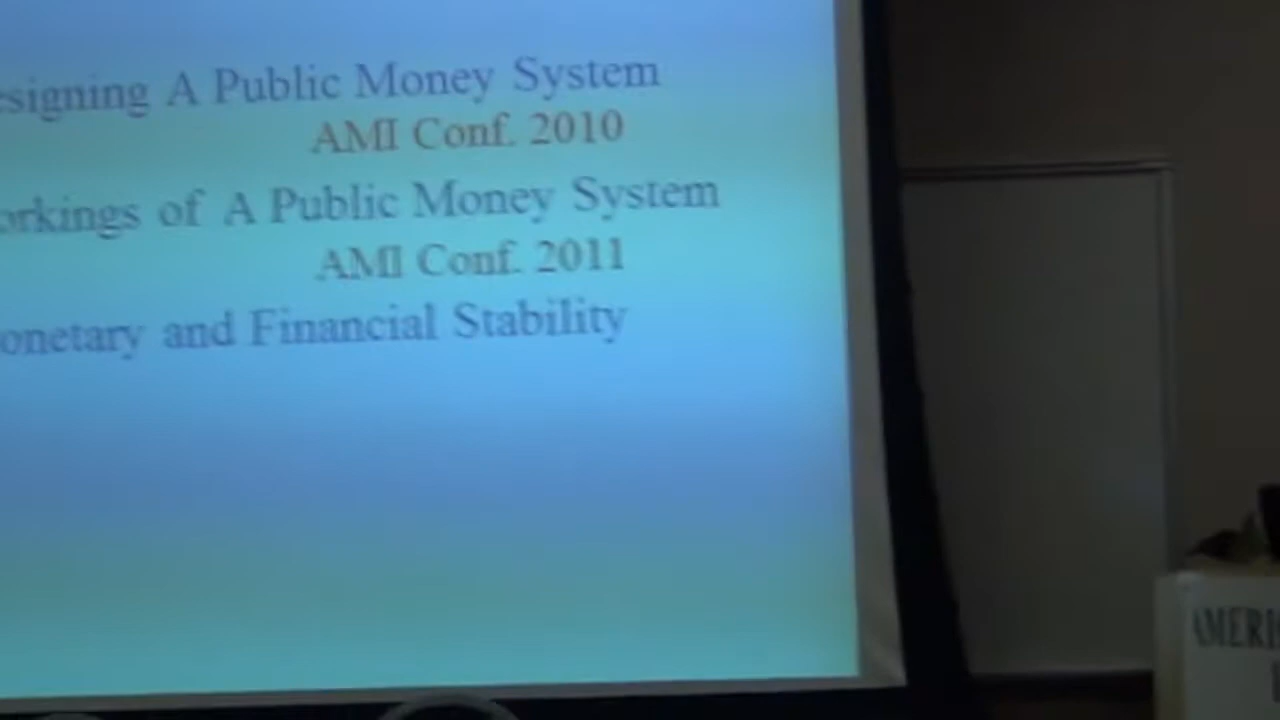 esigning A Public Money System
AMI Conf. 2010
orkings of A Public Money System
AMI Conf. 2011
onetary and Financial Stability
AMERI